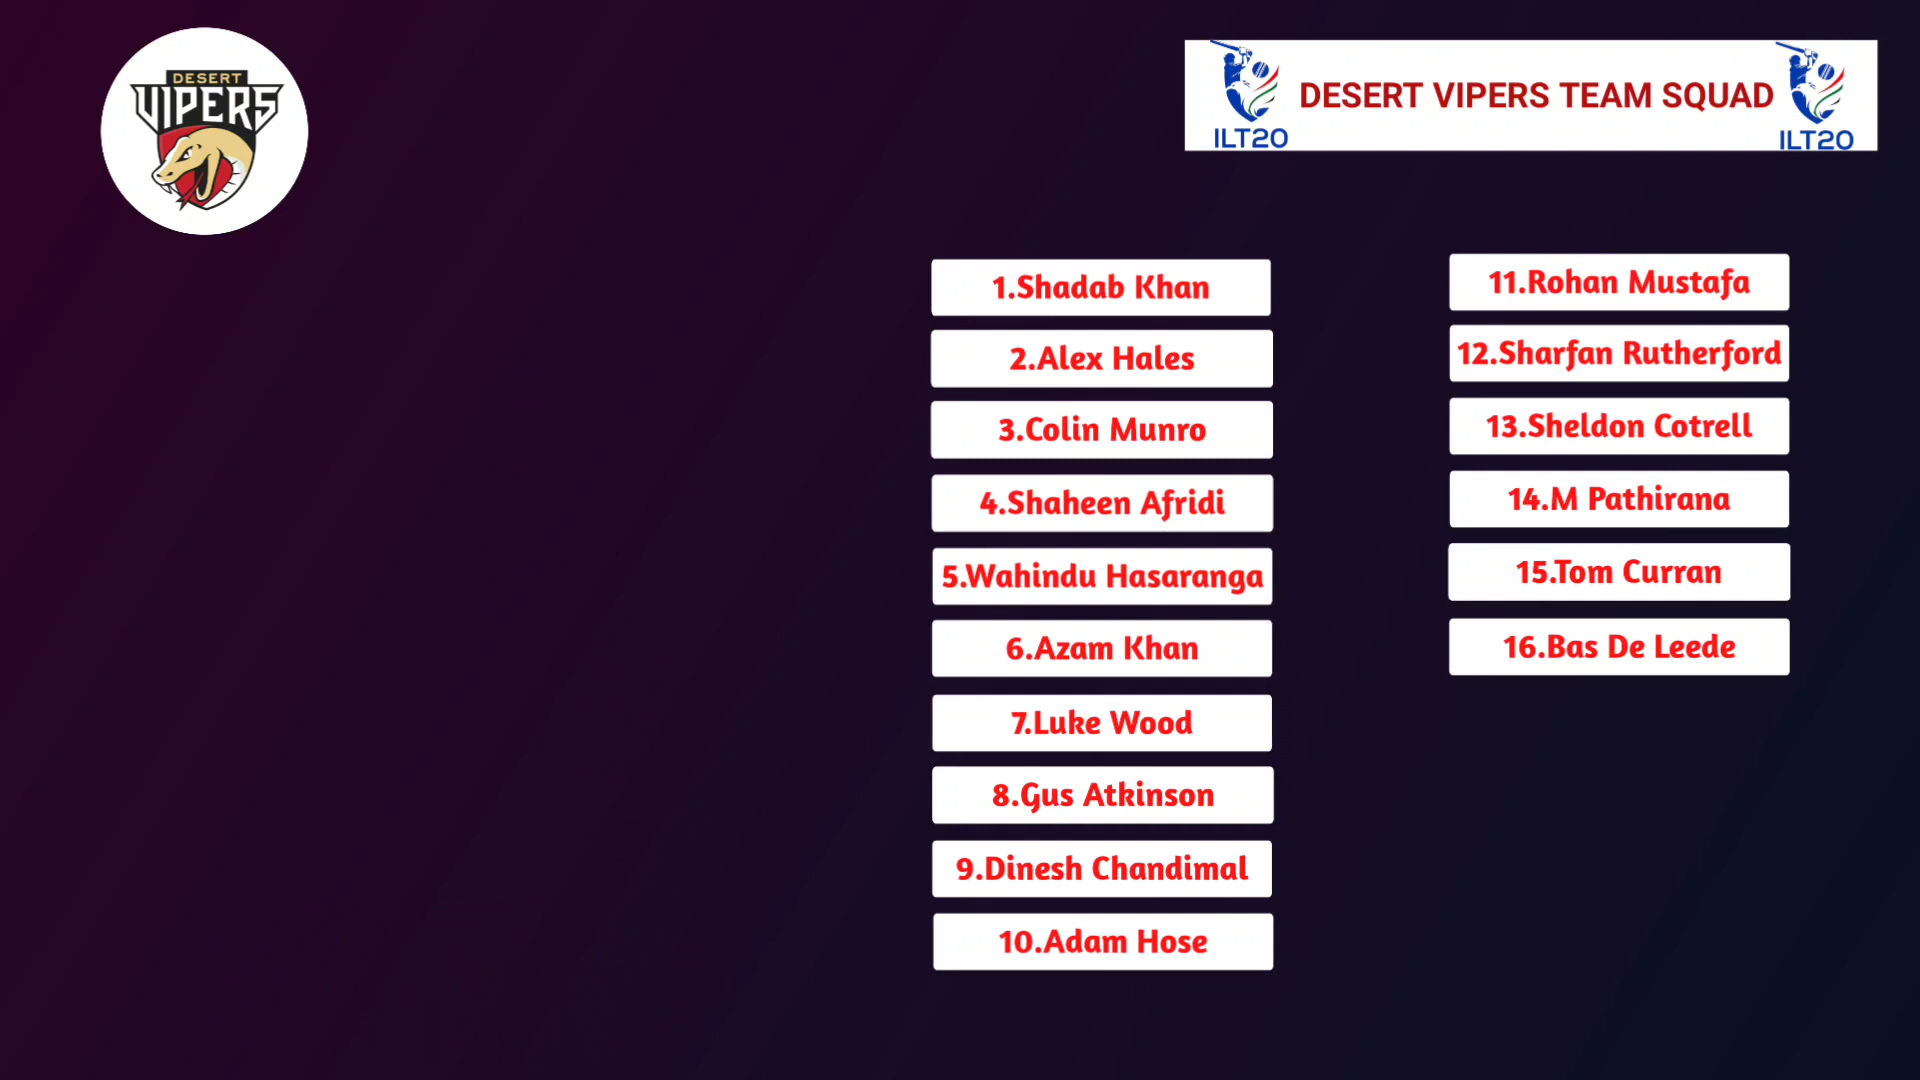 DESERT
VIPERS
ILT20
DESERT VIPERS TEAM SQUAD
ILT20
1.Shadab Khan
2.Alex Hales
3.Colin Munro
4.Shaheen Afridi
5.Wahindu Hasaranga
6.Azam Khan
7.Luke Wood
8.Gus Atkinson
9.Dinesh Chandimal
10.Adam Hose
11.Rohan Mustafa
12.Sharfan Rutherford
13.Sheldon Cotrell
14.M Pathirana
15.Tom Curran
16.Bas De Leede